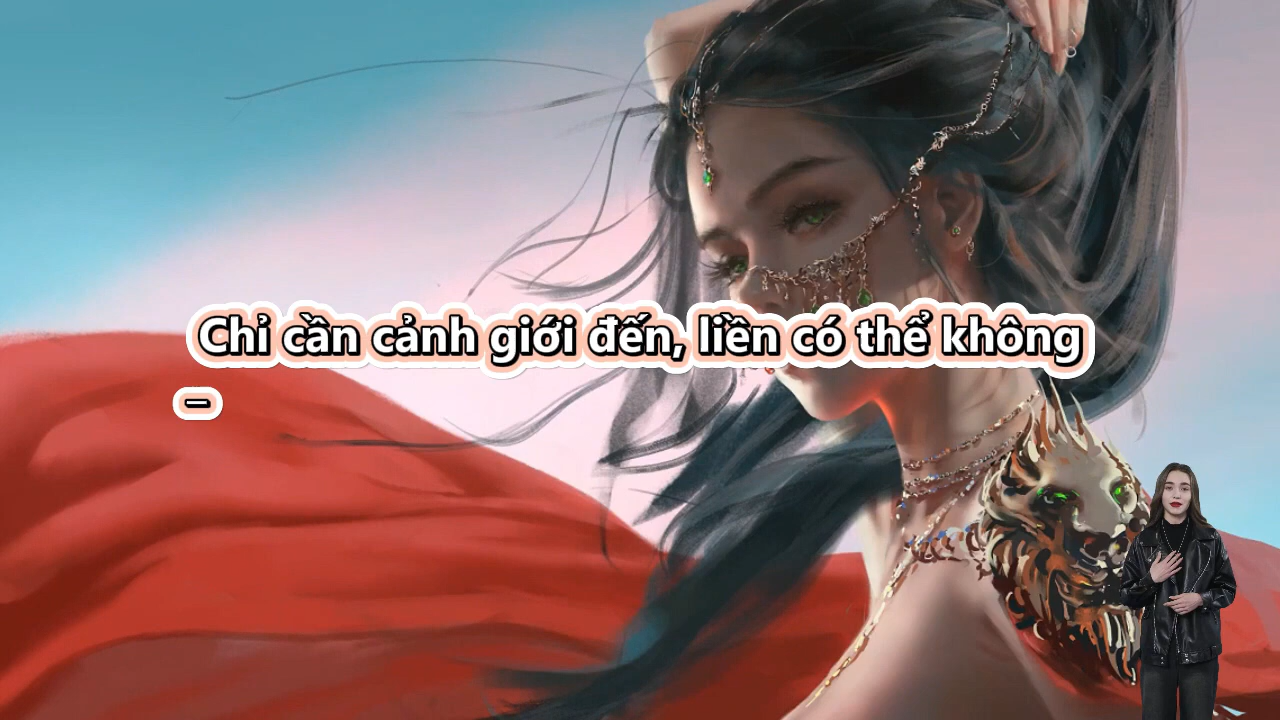 Chỉ cần cảnh giới đến, liền có thể không
–